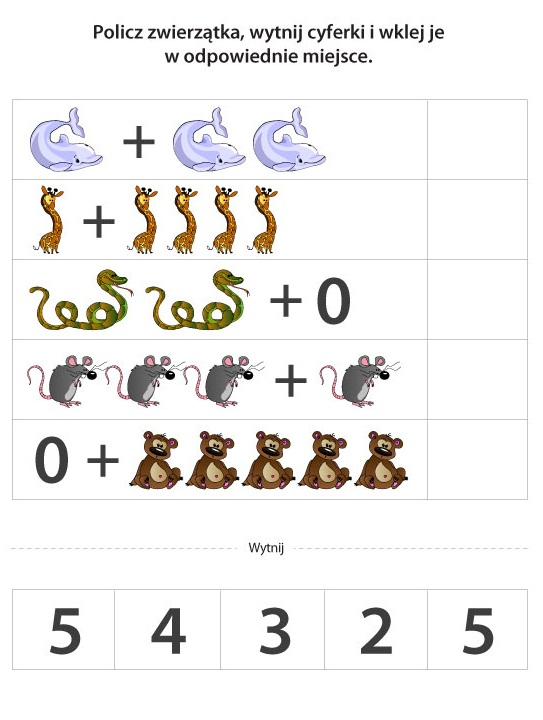 Policz zwierzątka, wytnij cyferki i wklej je
w odpowiednie miejsce.
+
+
+ 0
+
0 +
Wytnij
5 4 3 2 5